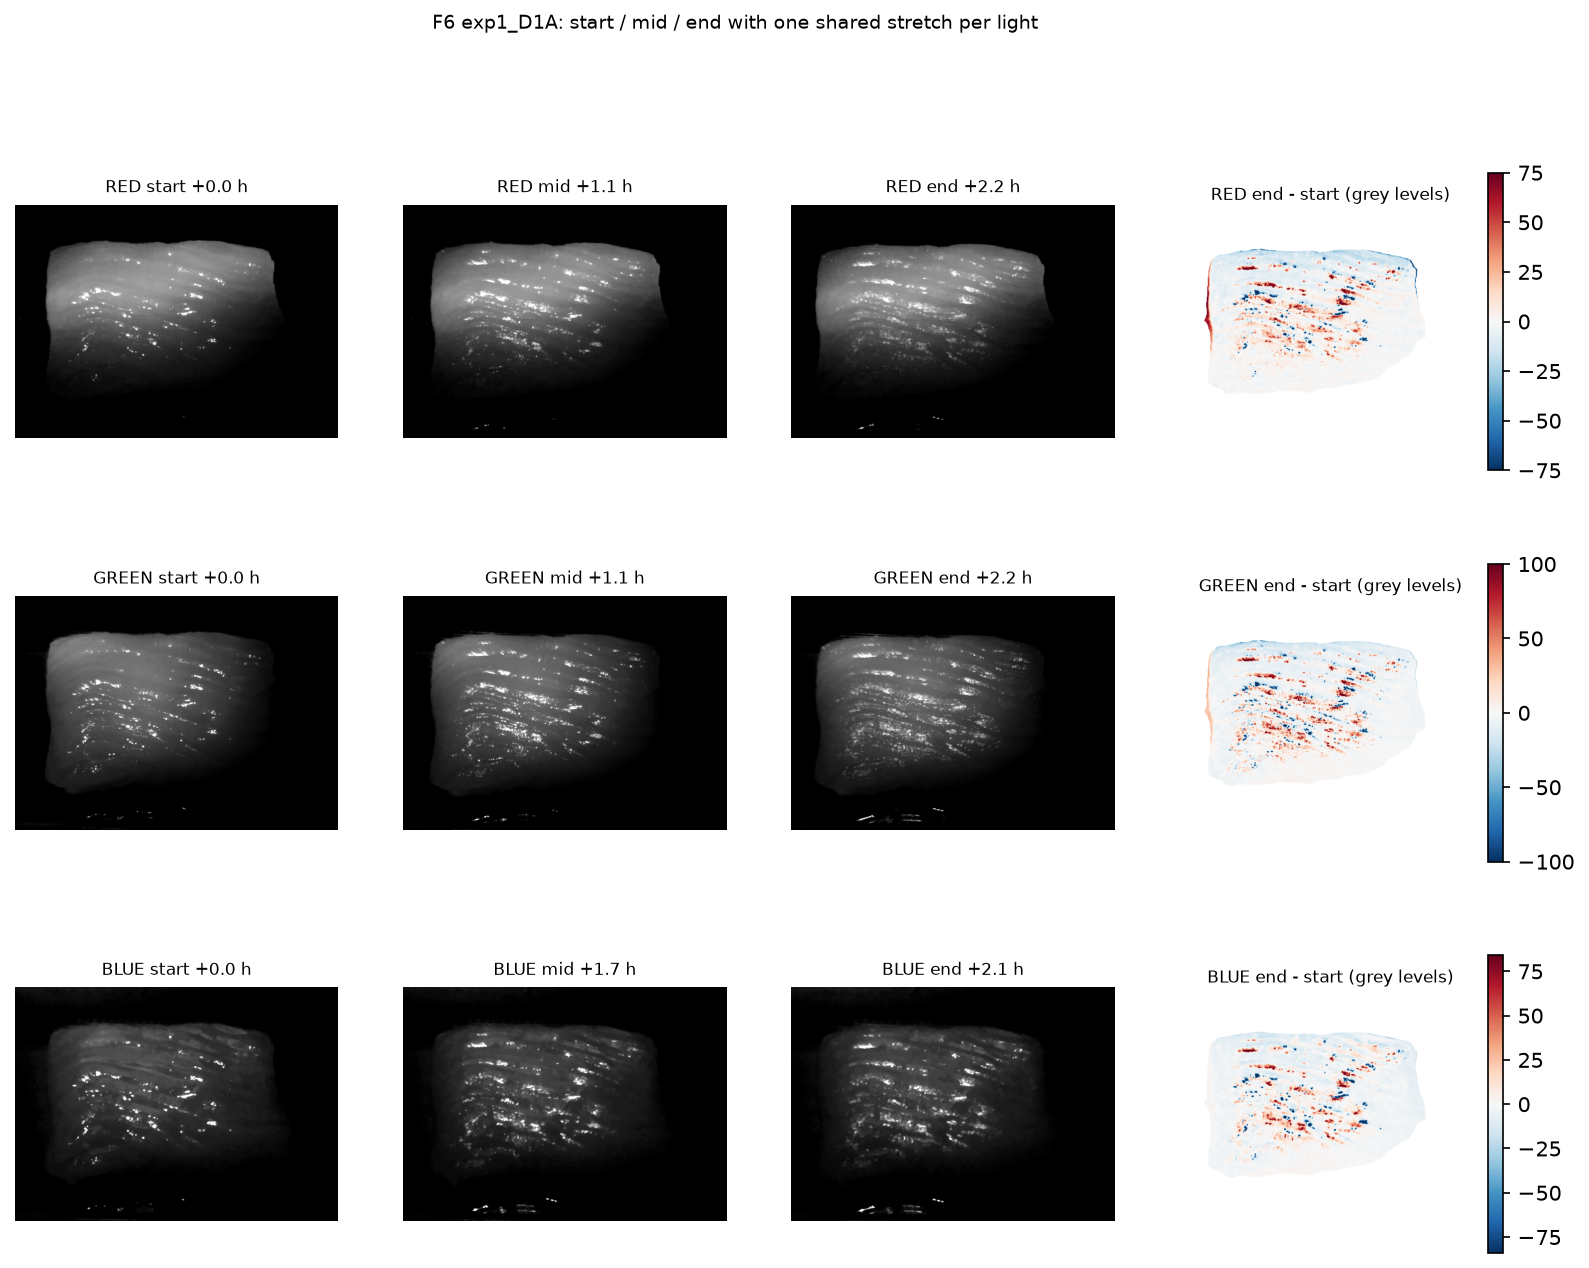 F6 exp1_D1A: start / mid / end with one shared stretch per light
RED start +0.0 h
RED mid +1.1 h
RED end +2.2 h
RED end - start (grey levels)
75
50
25
0
−25
−50
−75
GREEN start +0.0 h
GREEN mid +1.1 h
GREEN end +2.2 h
GREEN end - start (grey levels)
100
50
0
−50
−100
BLUE start +0.0 h
BLUE mid +1.7 h
BLUE end +2.1 h
BLUE end - start (grey levels)
75
50
25
0
−25
−50
−75